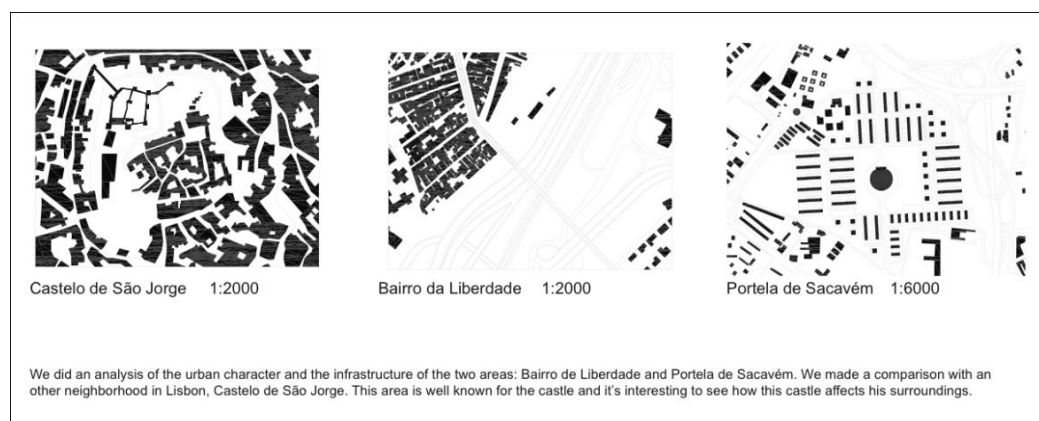 Castelo de São Jorge 1:2000
Bairro da Liberdade 1:2000
Portela de Sacavém 1:6000
We did an analysis of the urban character and the infrastructure of the two areas: Bairro de Liberdade and Portela de Sacavém. We made a comparison with an
other neighborhood in Lisbon, Castelo de São Jorge. This area is well known for the castle and it's interesting to see how this castle affects his surroundings.